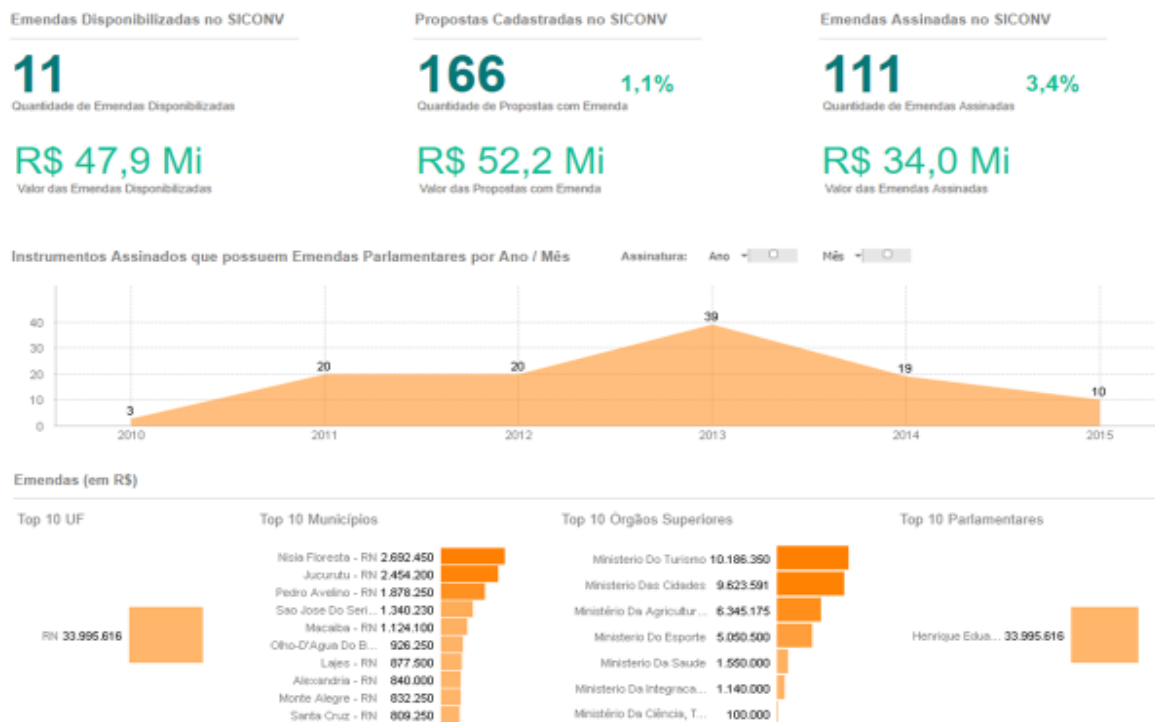 Emendas Disponibilizadas no SICONV
Propostas Cadastradas no SICONV
Emendas Assinadas no SICONV
11
166 1,1%
111 3,4%
Quantidade de Emendas Disponibilizadas
Quantidade de Propostas com Emenda
Quantidade de Emendas Assinadas
R$ 47,9 Mi
R$ 52,2 Mi
R$ 34,0 Mi
Valor das Emendas Disponibilizadas
Valor das Propostas com Emenda
Valor das Emendas Assinadas
Instrumentos Assinados que possuem Emendas Parlamentares por Ano / Mês
Assinatura: Ano Mês
40
30
20
10
0
3
20
20
39
19
10
2010
2011
2012
2013
2014
2015
Emendas (em R$)
Top 10 UF
RN 33.995.616
Top 10 Municípios
Nisia Floresta - RN 2.692.450
Jucurutu - RN 2.454.200
Pedro Avelino - RN 1.878.250
Sao Jose Do Seri... 1.340.230
Macaiba - RN 1.124.100
Olho-D'Agua Do B... 926.250
Lajes - RN 877.500
Alexandria - RN 840.000
Monte Alegre - RN 832.250
Santa Cruz - RN 809.250
Top 10 Órgãos Superiores
Ministerio Do Turismo 10.186.350
Ministerio Das Cidades 9.623.591
Ministério Da Agricultur... 6.345.175
Ministerio Do Esporte 5.050.500
Ministerio Da Saude 1.550.000
Ministerio Da Integraca... 1.140.000
Ministério Da Ciência, T... 100.000
Top 10 Parlamentares
Henrique Edua... 33.995.616